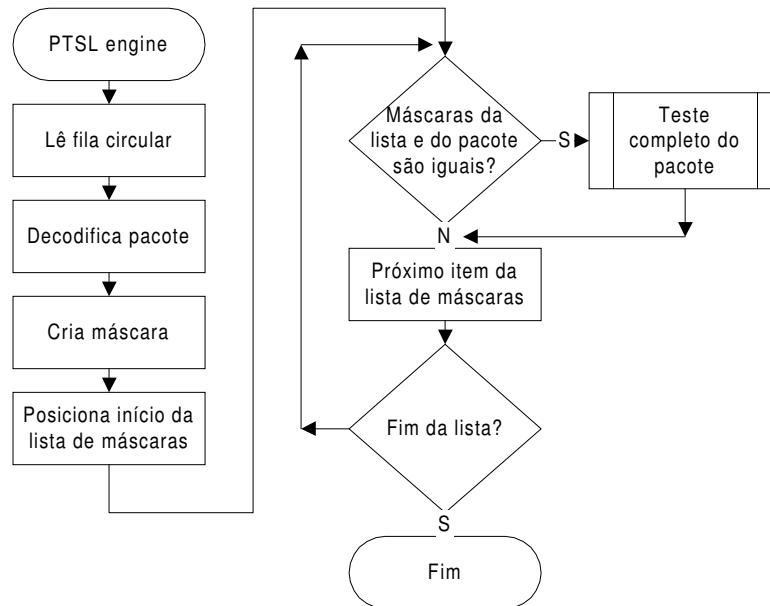 PTSL engine
Lê fila circular
Decodifica pacote
Cria máscara
Posiciona início da
lista de máscaras
Máscaras da
lista e do pacote
são iguais?
S
Teste
completo do
pacote
N
Próximo item da
lista de máscaras
Fim da lista?
S
Fim